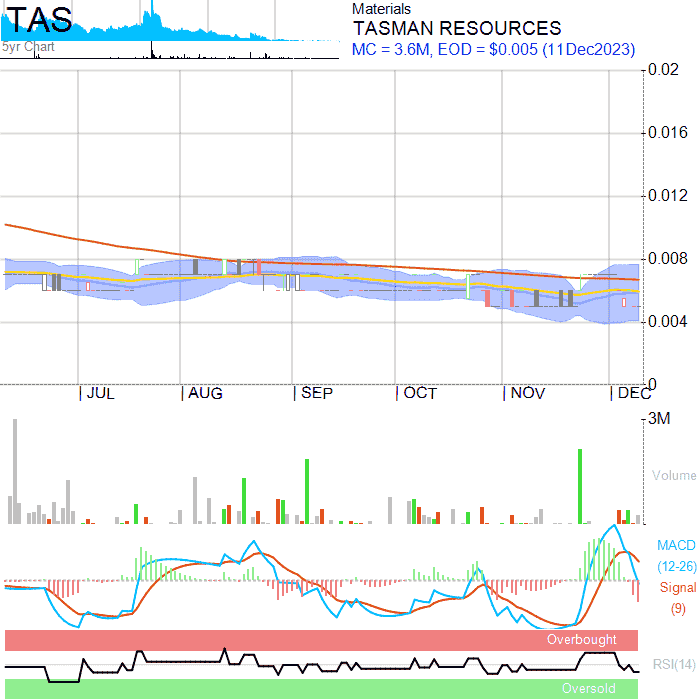 TAS
5yr Chart
Materials
TASMAN RESOURCES
MC = 3.6M, EOD = $0.005 (11Dec2023)
0.02
0.016
0.012
0.008
0.004
0
JUL AUG SEP OCT NOV DEC
3M
Volume
MACD
(12-26)
Signal
(9)
Overbought
RSI(14)
Oversold